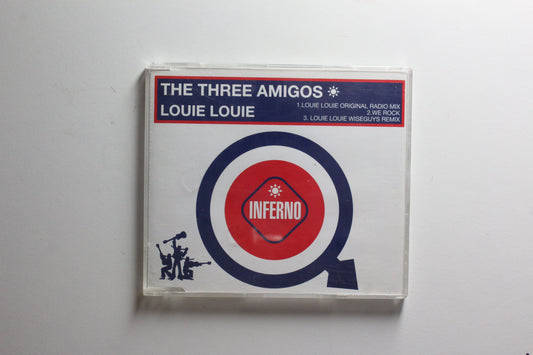 THE THREE AMIGOS
LOUIE LOUIE
1.LOUIE LOUIE ORIGINAL RADIO MIX
2.WE ROCK
3. LOUIE LOUIE WISEGUYS REMIX
INFERNO